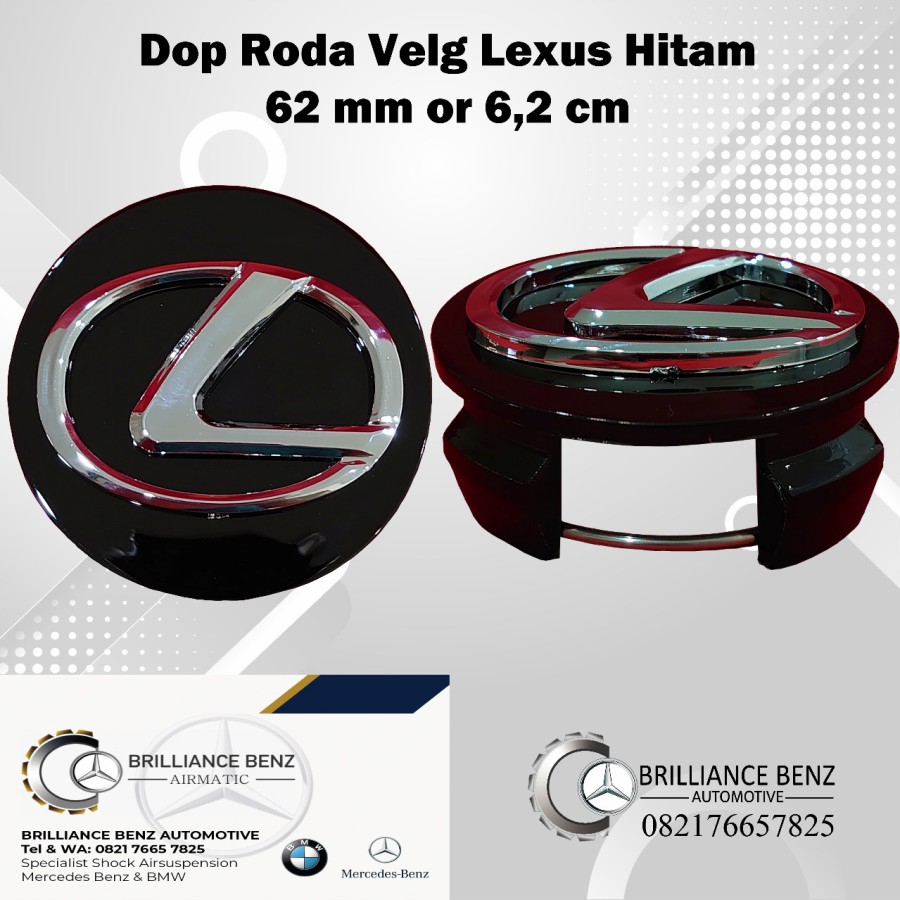 Dop Roda Velg Lexus Hitam
62 mm or 6,2 cm
BRILLIANCE BENZ
AIRMATIC
BRILLIANCE BENZ AUTOMOTIVE
Tel & WA: 0821 7665 7825
Specialist Shock Airsuspension
Mercedes Benz & BMW
BMW
Mercedes-Benz
BRILLIANCE BENZ
AUTOMOTIVE
082176657825